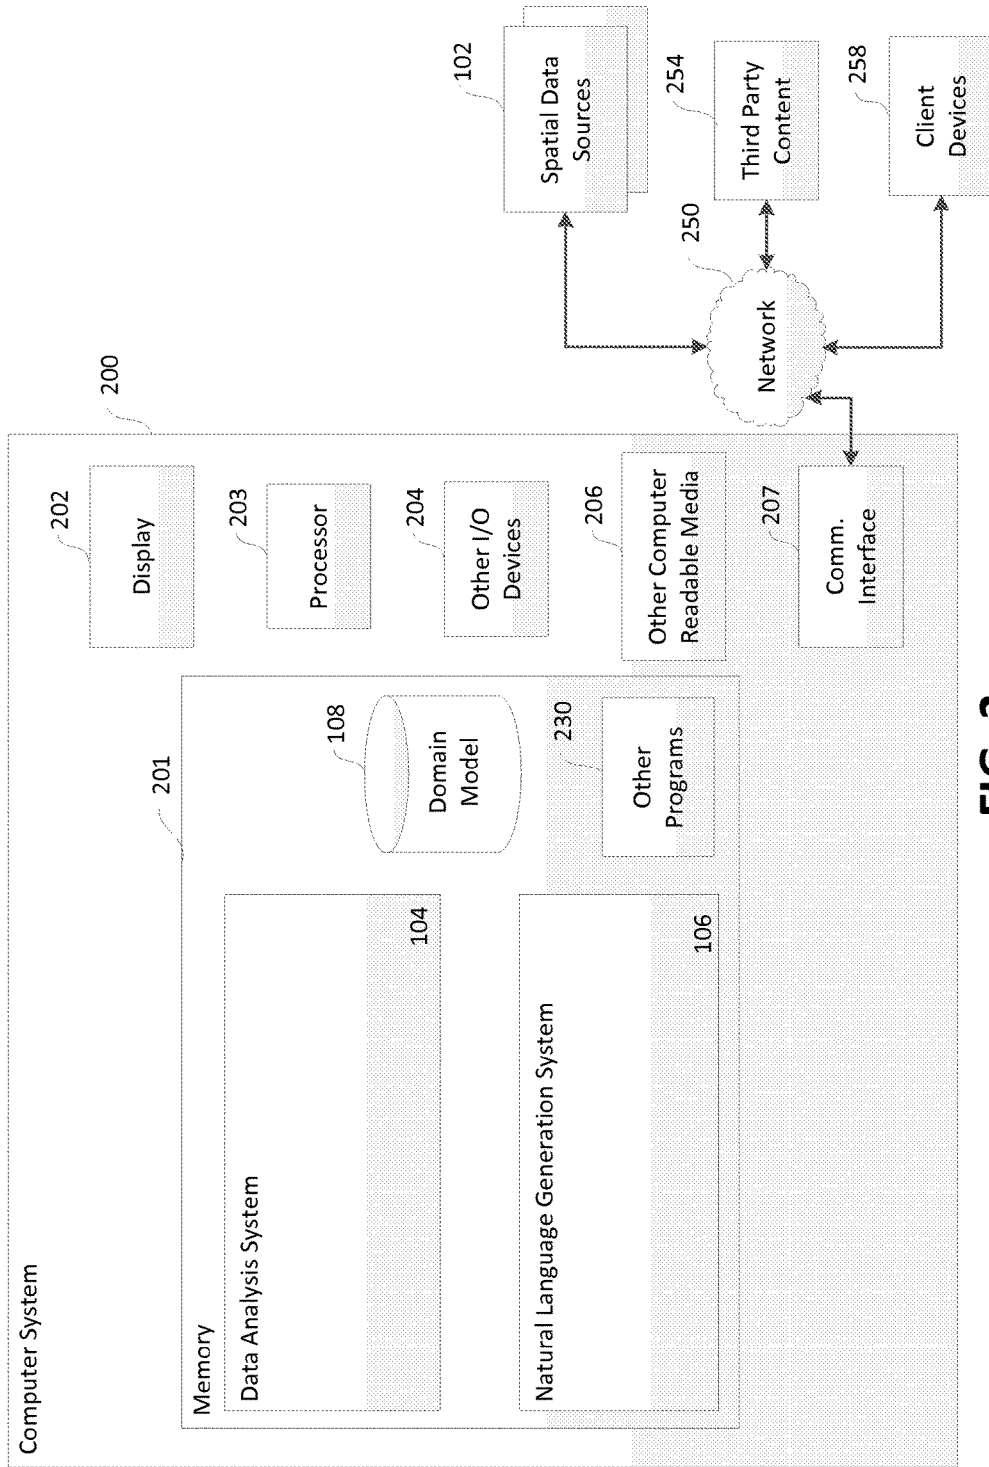 Computer System
200
Memory
201
Data Analysis System
104
Natural Language Generation System
106
108
Domain
Model
230
Other
Programs
202
Display
203
Processor
204
Other I/O
Devices
206
Other Computer
Readable Media
207
Comm.
Interface
250
Network
102
Spatial Data
Sources
254
Third Party
Content
258
Client
Devices